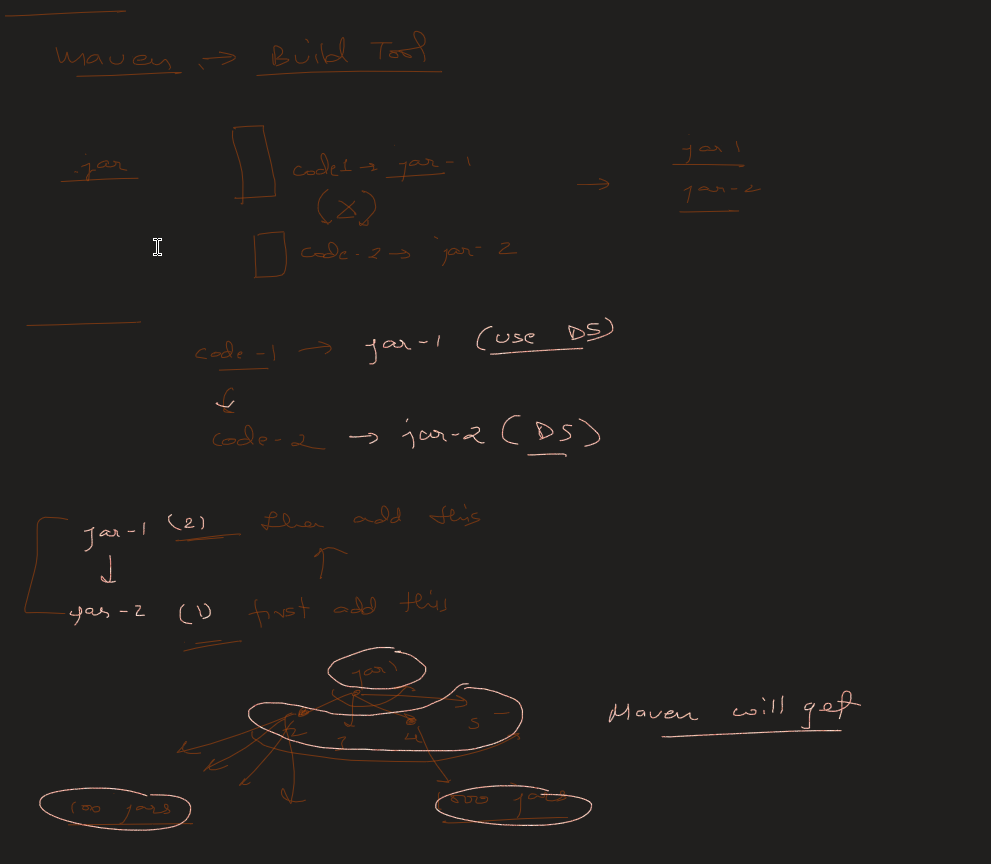 Maven → Build Tool
.jar
code1 → jar-1
(X)
code-2 → jar-2
→ jar 1
jar-2
code-1 → jar-1 (use DS)
code-2 → jar-2 (DS)
jar-1 (2) then add this
jar-2 (1) first add this
jar1
2 3 4 5
Maven will get
100 jars
1000 jars